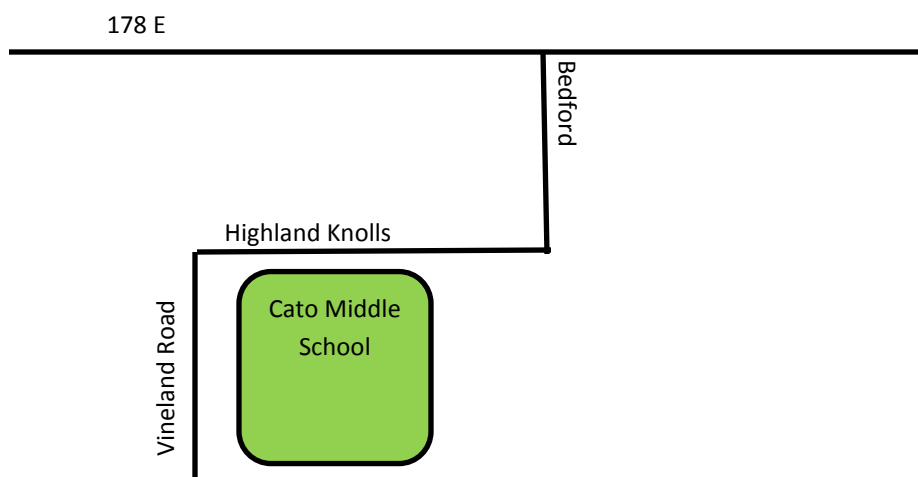 178 E
Bedford
Highland Knolls
Cato Middle
School
Vineland Road